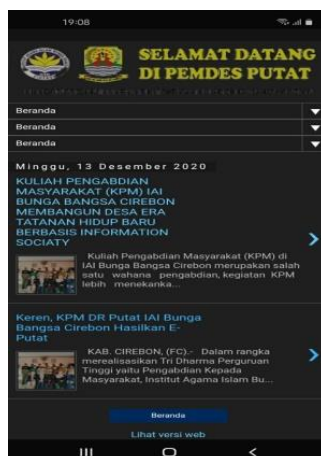 19:08
SELAMAT DATANG
DI PEMDES PUTAT
Beranda
Beranda
Beranda
Minggu, 13 Desember 2020
KULIAH PENGABDIAN
MASYARAKAT (KPM) IAI
BUNGA BANGSA CIREBON
MEMBANGUN DESA ERA
TATANAN HIDUP BARU
BERBASIS INFORMATION
SOCIATY
Kuliah Pengabdian Masyarakat (KPM) di
IAI Bunga Bangsa Cirebon merupakan salah
satu wahana pengabdian, kegiatan KPM
lebih menekanka...
Keren, KPM DR Putat IAI Bunga
Bangsa Cirebon Hasilkan E-
Putat
KAB. CIREBON, (FC).- Dalam rangka
merealisasikan Tri Dharma Perguruan
Tinggi yaitu Pengabdian Kepada
Masyarakat, Institut Agama Islam Bu...
Beranda
Lihat versi web